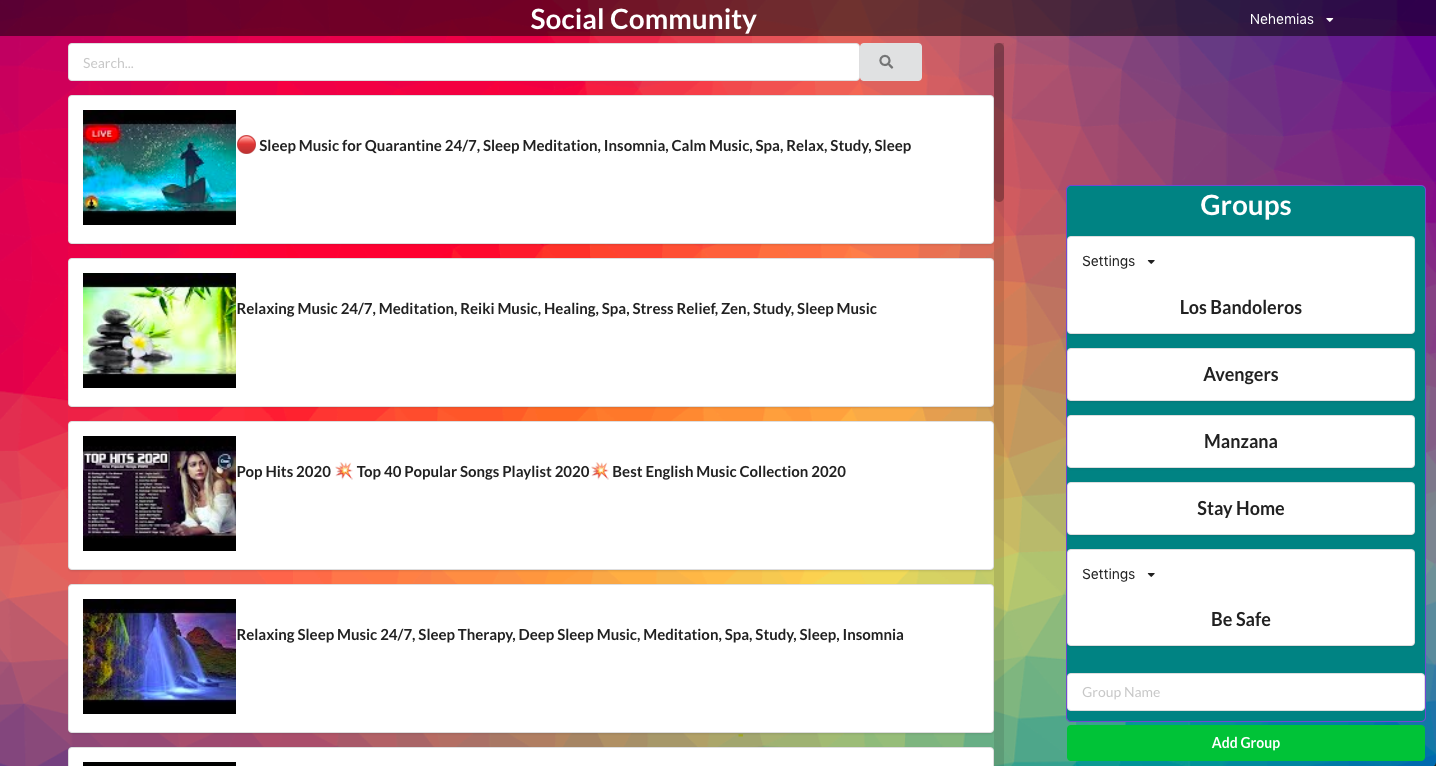 Social Community
Nehemias
Search...
LIVE
🔴 Sleep Music for Quarantine 24/7, Sleep Meditation, Insomnia, Calm Music, Spa, Relax, Study, Sleep
Relaxing Music 24/7, Meditation, Reiki Music, Healing, Spa, Stress Relief, Zen, Study, Sleep Music
TOP HITS 2020
Pop Hits 2020 💥 Top 40 Popular Songs Playlist 2020💥 Best English Music Collection 2020
Relaxing Sleep Music 24/7, Sleep Therapy, Deep Sleep Music, Meditation, Spa, Study, Sleep, Insomnia
Groups
Settings
Los Bandoleros
Avengers
Manzana
Stay Home
Settings
Be Safe
Group Name
Add Group